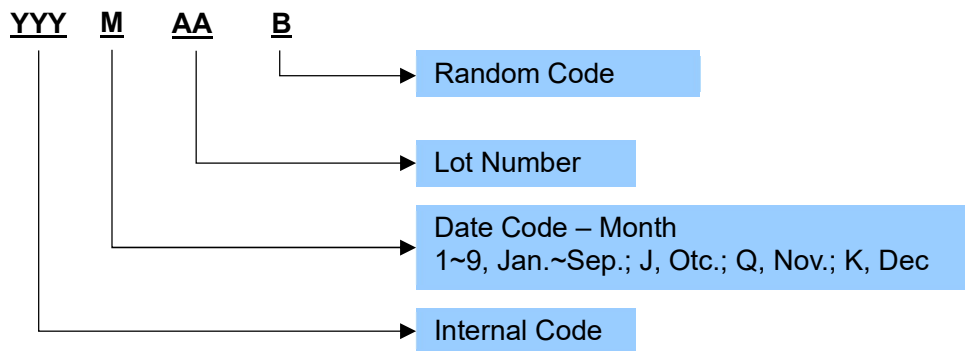 YYY M AA B
Random Code
Lot Number
Date Code – Month
1~9, Jan.~Sep.; J, Otc.; Q, Nov.; K, Dec
Internal Code